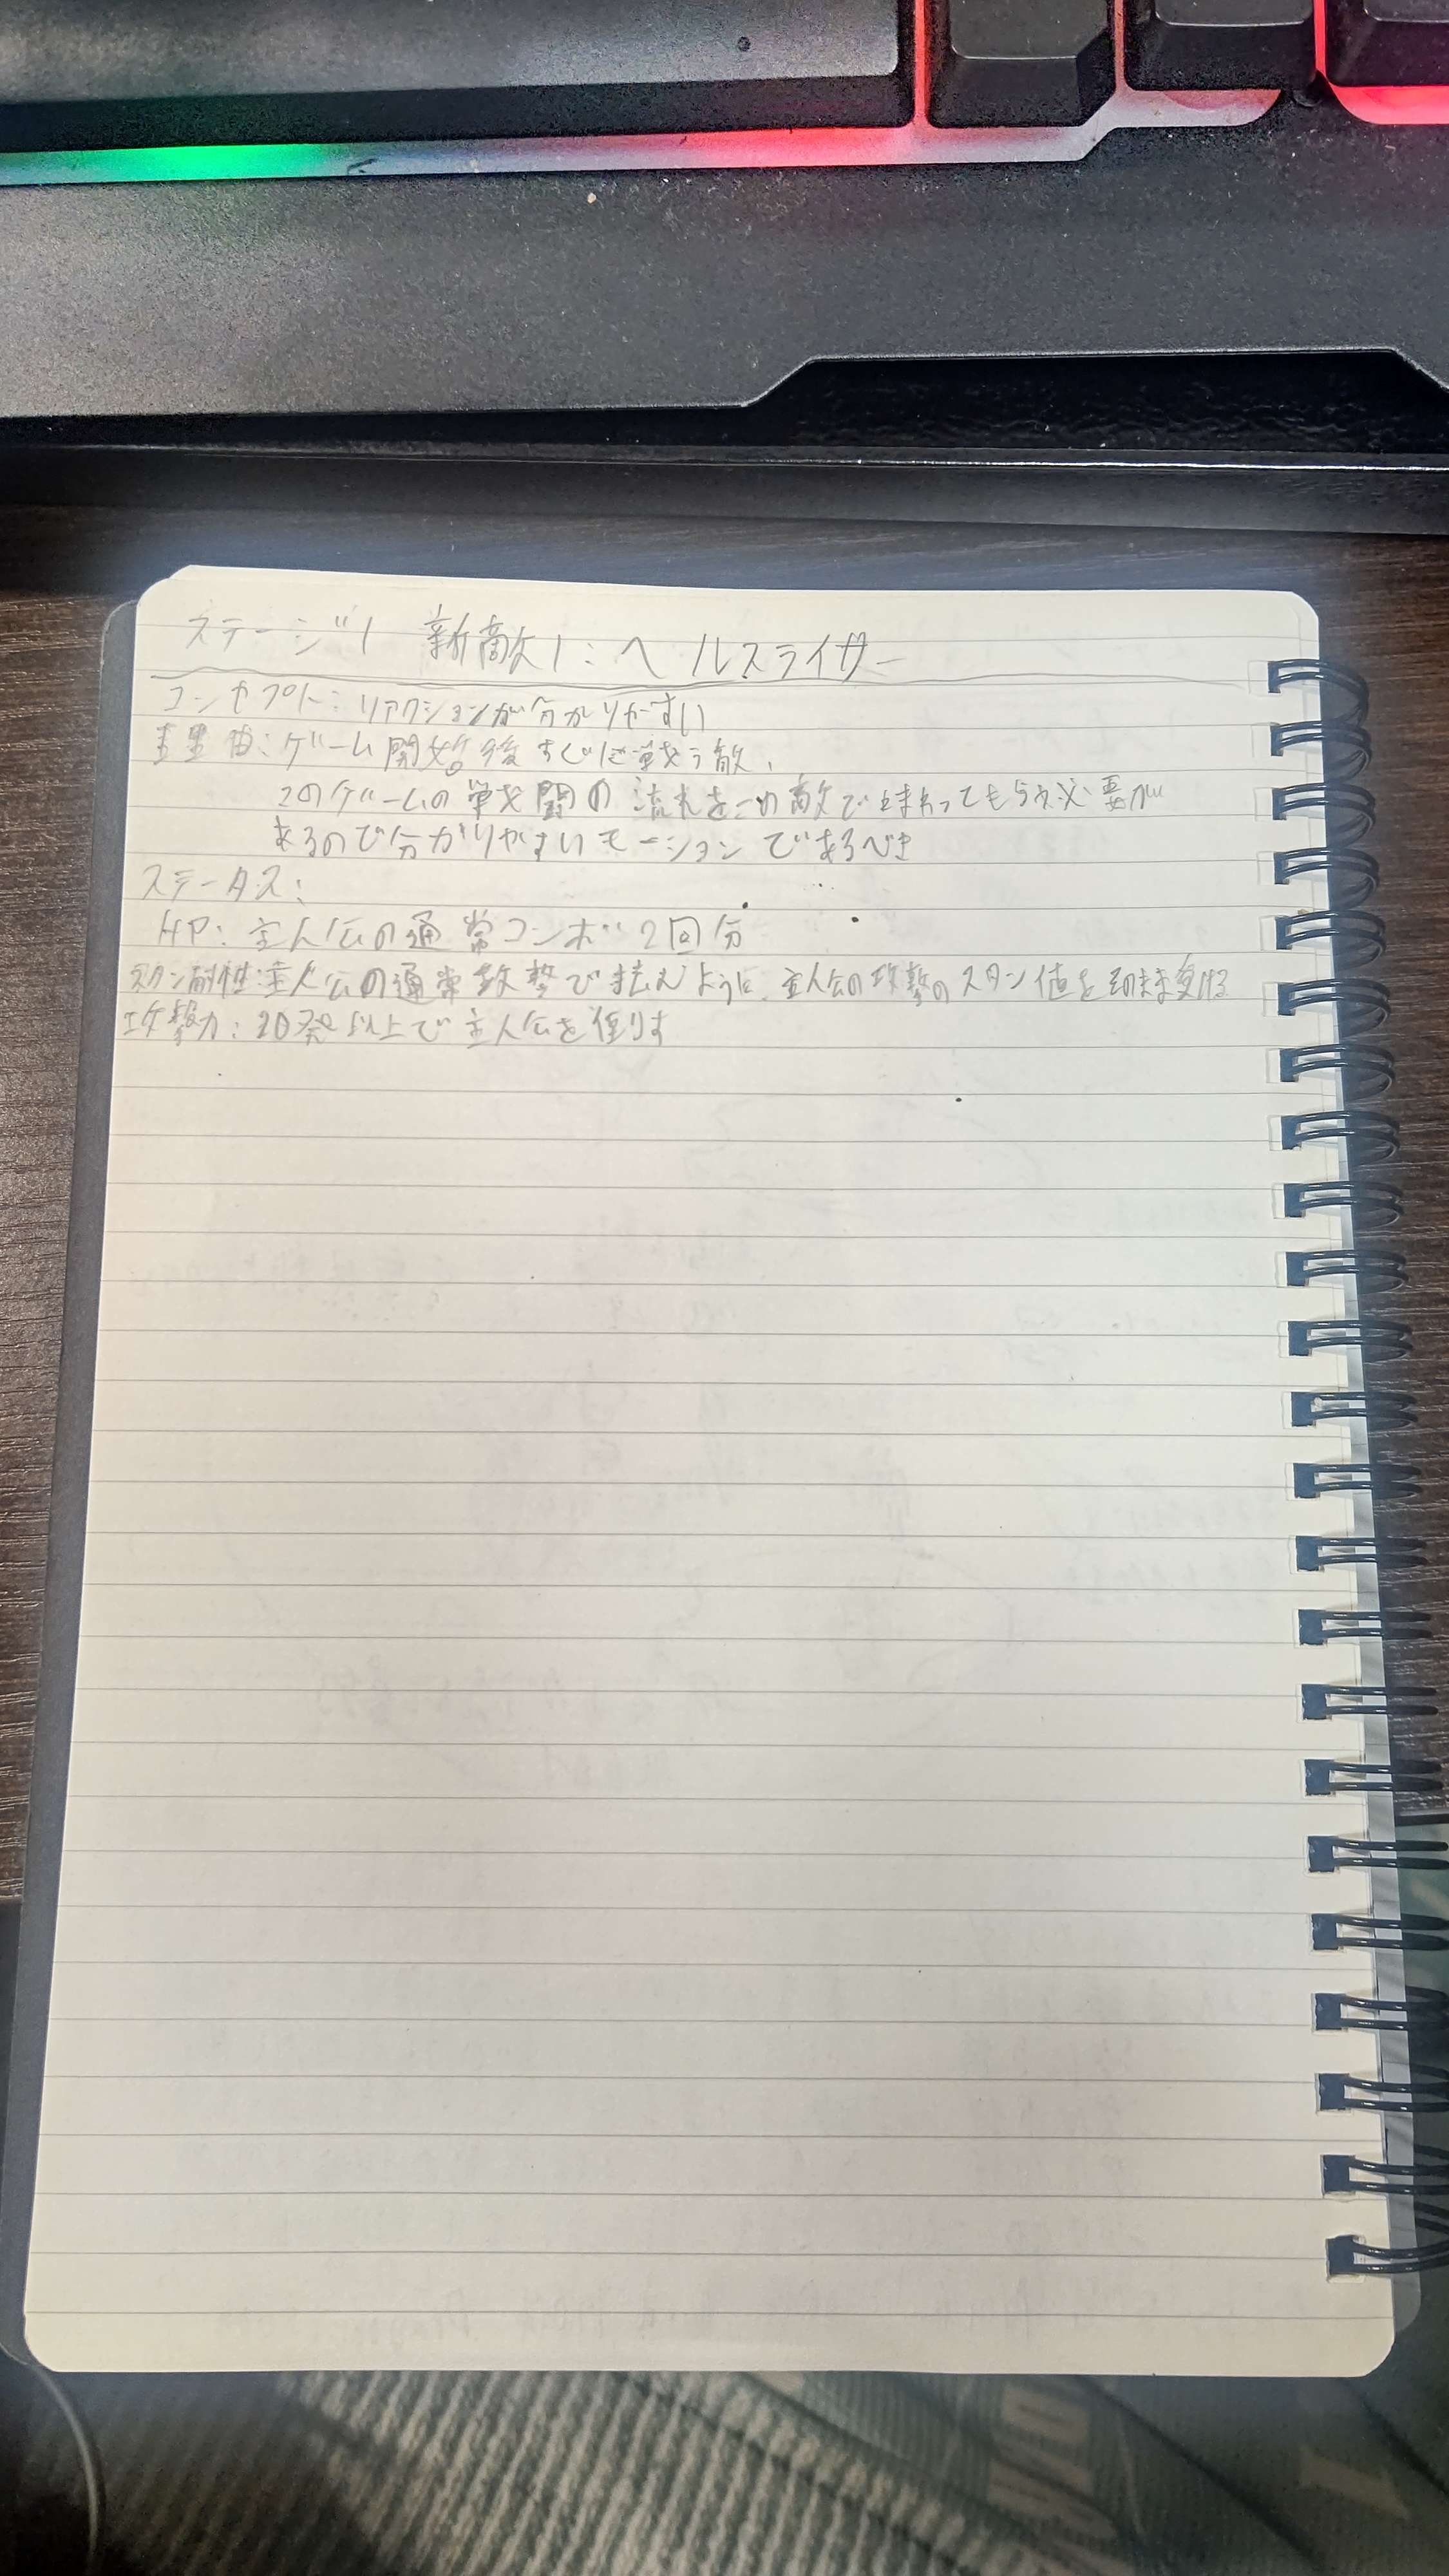 ステージ1 新敵1:ヘルスライサー
コンセプト:リアクションが分かりやすい
理由:ゲーム開始後すぐに戦う敵、
このゲームの戦闘の流れをこの敵で　もらう必要が
あるので分かりやすいモーションであるべき
ステータス:
HP:主人公の通常コンボ2回分
スタン耐性:主人公の通常攻撃で怯むように、主人公の攻撃のスタン値をそのまま受ける
攻撃力:20発以上で主人公を倒す